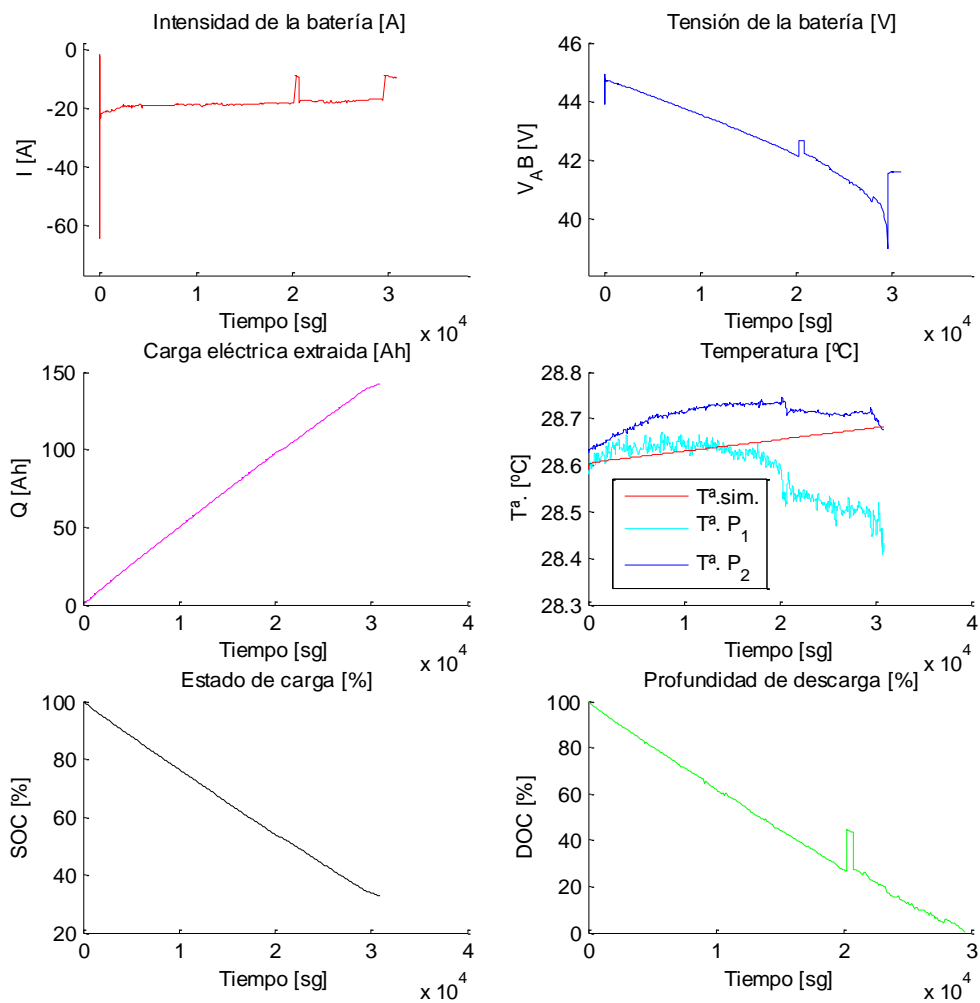 Intensidad de la batería [A]
0
-20
-40
-60
I [A]
0 1 2 3
Tiempo [sg]
x 10^4
Tensión de la batería [V]
46
44
42
40
V_A B [V]
0 1 2 3
Tiempo [sg]
x 10^4
Carga eléctrica extraida [Ah]
150
100
50
0
Q [Ah]
0 1 2 3 4
Tiempo [sg]
x 10^4
Temperatura [ºC]
28.8
28.7
28.6
28.5
28.4
28.3
Tª. [ºC]
Tª.sim.
Tª. P_1
Tª. P_2
0 1 2 3 4
Tiempo [sg]
x 10^4
Estado de carga [%]
100
80
60
40
20
SOC [%]
0 1 2 3 4
Tiempo [sg]
x 10^4
Profundidad de descarga [%]
100
80
60
40
20
0
DOC [%]
0 1 2 3
Tiempo [sg]
x 10^4